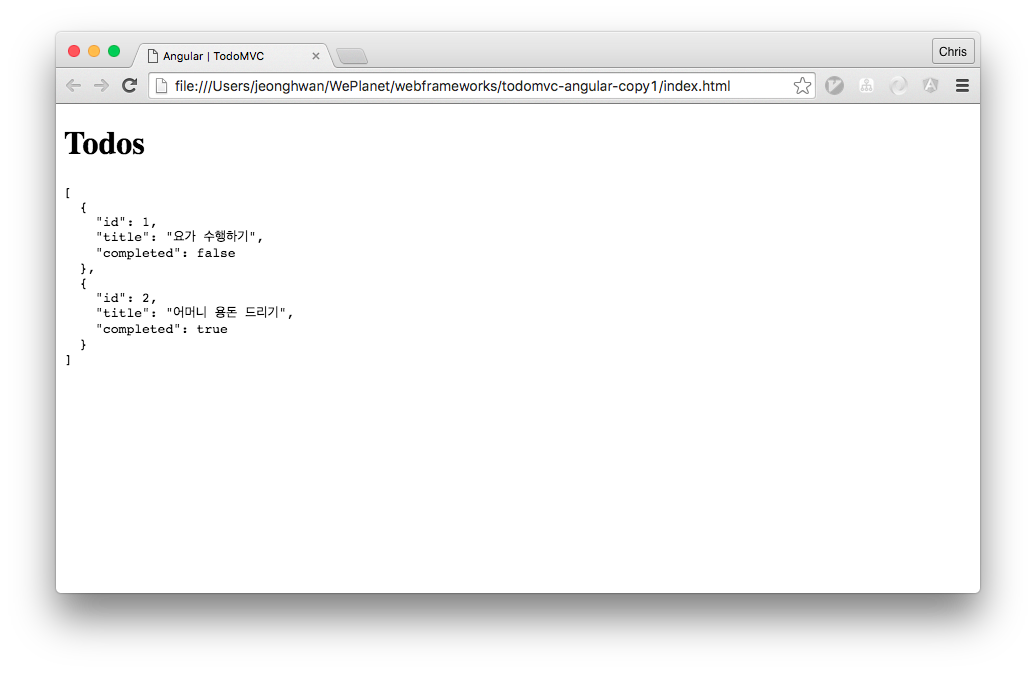 Angular | TodoMVC
Chris
file:///Users/jeonghwan/WePlanet/webframeworks/todomvc-angular-copy1/index.html
Todos
[
  {
    "id": 1,
    "title": "요가 수행하기",
    "completed": false
  },
  {
    "id": 2,
    "title": "어머니 용돈 드리기",
    "completed": true
  }
]